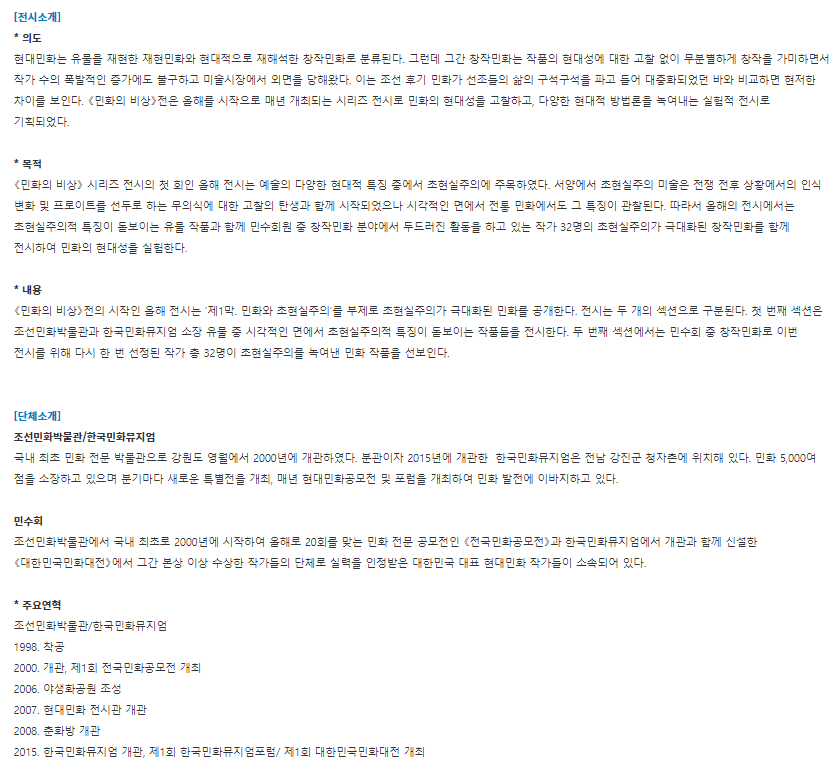 [전시소개]
* 의도
현대민화는 유물을 재현한 재현민화와 현대적으로 재해석한 창작민화로 분류된다. 그런데 그간 창작민화는 작품의 현대성에 대한 고찰 없이 무분별하게 창작을 가미하면서
작가 수의 폭발적인 증가에도 불구하고 미술시장에서 외면을 당해왔다. 이는 조선 후기 민화가 선조들의 삶의 구석구석을 파고 들어 대중화되었던 바와 비교하면 현저한
차이를 보인다. 《민화의 비상》전은 올해를 시작으로 매년 개최되는 시리즈 전시로 민화의 현대성을 고찰하고, 다양한 현대적 방법론을 녹여내는 실험적 전시로
기획되었다.
* 목적
《민화의 비상》 시리즈 전시의 첫 회인 올해 전시는 예술의 다양한 현대적 특징 중에서 초현실주의에 주목하였다. 서양에서 초현실주의 미술은 전쟁 전후 상황에서의 인식
변화 및 프로이트를 선두로 하는 무의식에 대한 고찰의 탄생과 함께 시작되었으나 시각적인 면에서 전통 민화에서도 그 특징이 관찰된다. 따라서 올해의 전시에서는
초현실주의적 특징이 돋보이는 유물 작품과 함께 민수회원 중 창작민화 분야에서 두드러진 활동을 하고 있는 작가 32명의 초현실주의가 극대화된 창작민화를 함께
전시하여 민화의 현대성을 실험한다.
* 내용
《민화의 비상》전의 시작인 올해 전시는 '제1막. 민화와 초현실주의'를 부제로 초현실주의가 극대화된 민화를 공개한다. 전시는 두 개의 섹션으로 구분된다. 첫 번째 섹션은
조선민화박물관과 한국민화뮤지엄 소장 유물 중 시각적인 면에서 초현실주의적 특징이 돋보이는 작품들을 전시한다. 두 번째 섹션에서는 민수회 중 창작민화로 이번
전시를 위해 다시 한 번 선정된 작가 총 32명이 초현실주의를 녹여낸 민화 작품을 선보인다.
[단체소개]
조선민화박물관/한국민화뮤지엄
국내 최초 민화 전문 박물관으로 강원도 영월에서 2000년에 개관하였다. 분관이자 2015년에 개관한 한국민화뮤지엄은 전남 강진군 청자촌에 위치해 있다. 민화 5,000여
점을 소장하고 있으며 분기마다 새로운 특별전을 개최, 매년 현대민화공모전 및 포럼을 개최하여 민화 발전에 이바지하고 있다.
민수회
조선민화박물관에서 국내 최초로 2000년에 시작하여 올해로 20회를 맞는 민화 전문 공모전인 《전국민화공모전》과 한국민화뮤지엄에서 개관과 함께 신설한
《대한민국민화대전》에서 그간 본상 이상 수상한 작가들의 단체로 실력을 인정받은 대한민국 대표 현대민화 작가들이 소속되어 있다.
* 주요연혁
조선민화박물관/한국민화뮤지엄
1998. 착공
2000. 개관, 제1회 전국민화공모전 개최
2006. 야생화공원 조성
2007. 현대민화 전시관 개관
2008. 춘화방 개관
2015. 한국민화뮤지엄 개관, 제1회 한국민화뮤지엄포럼/ 제1회 대한민국민화대전 개최